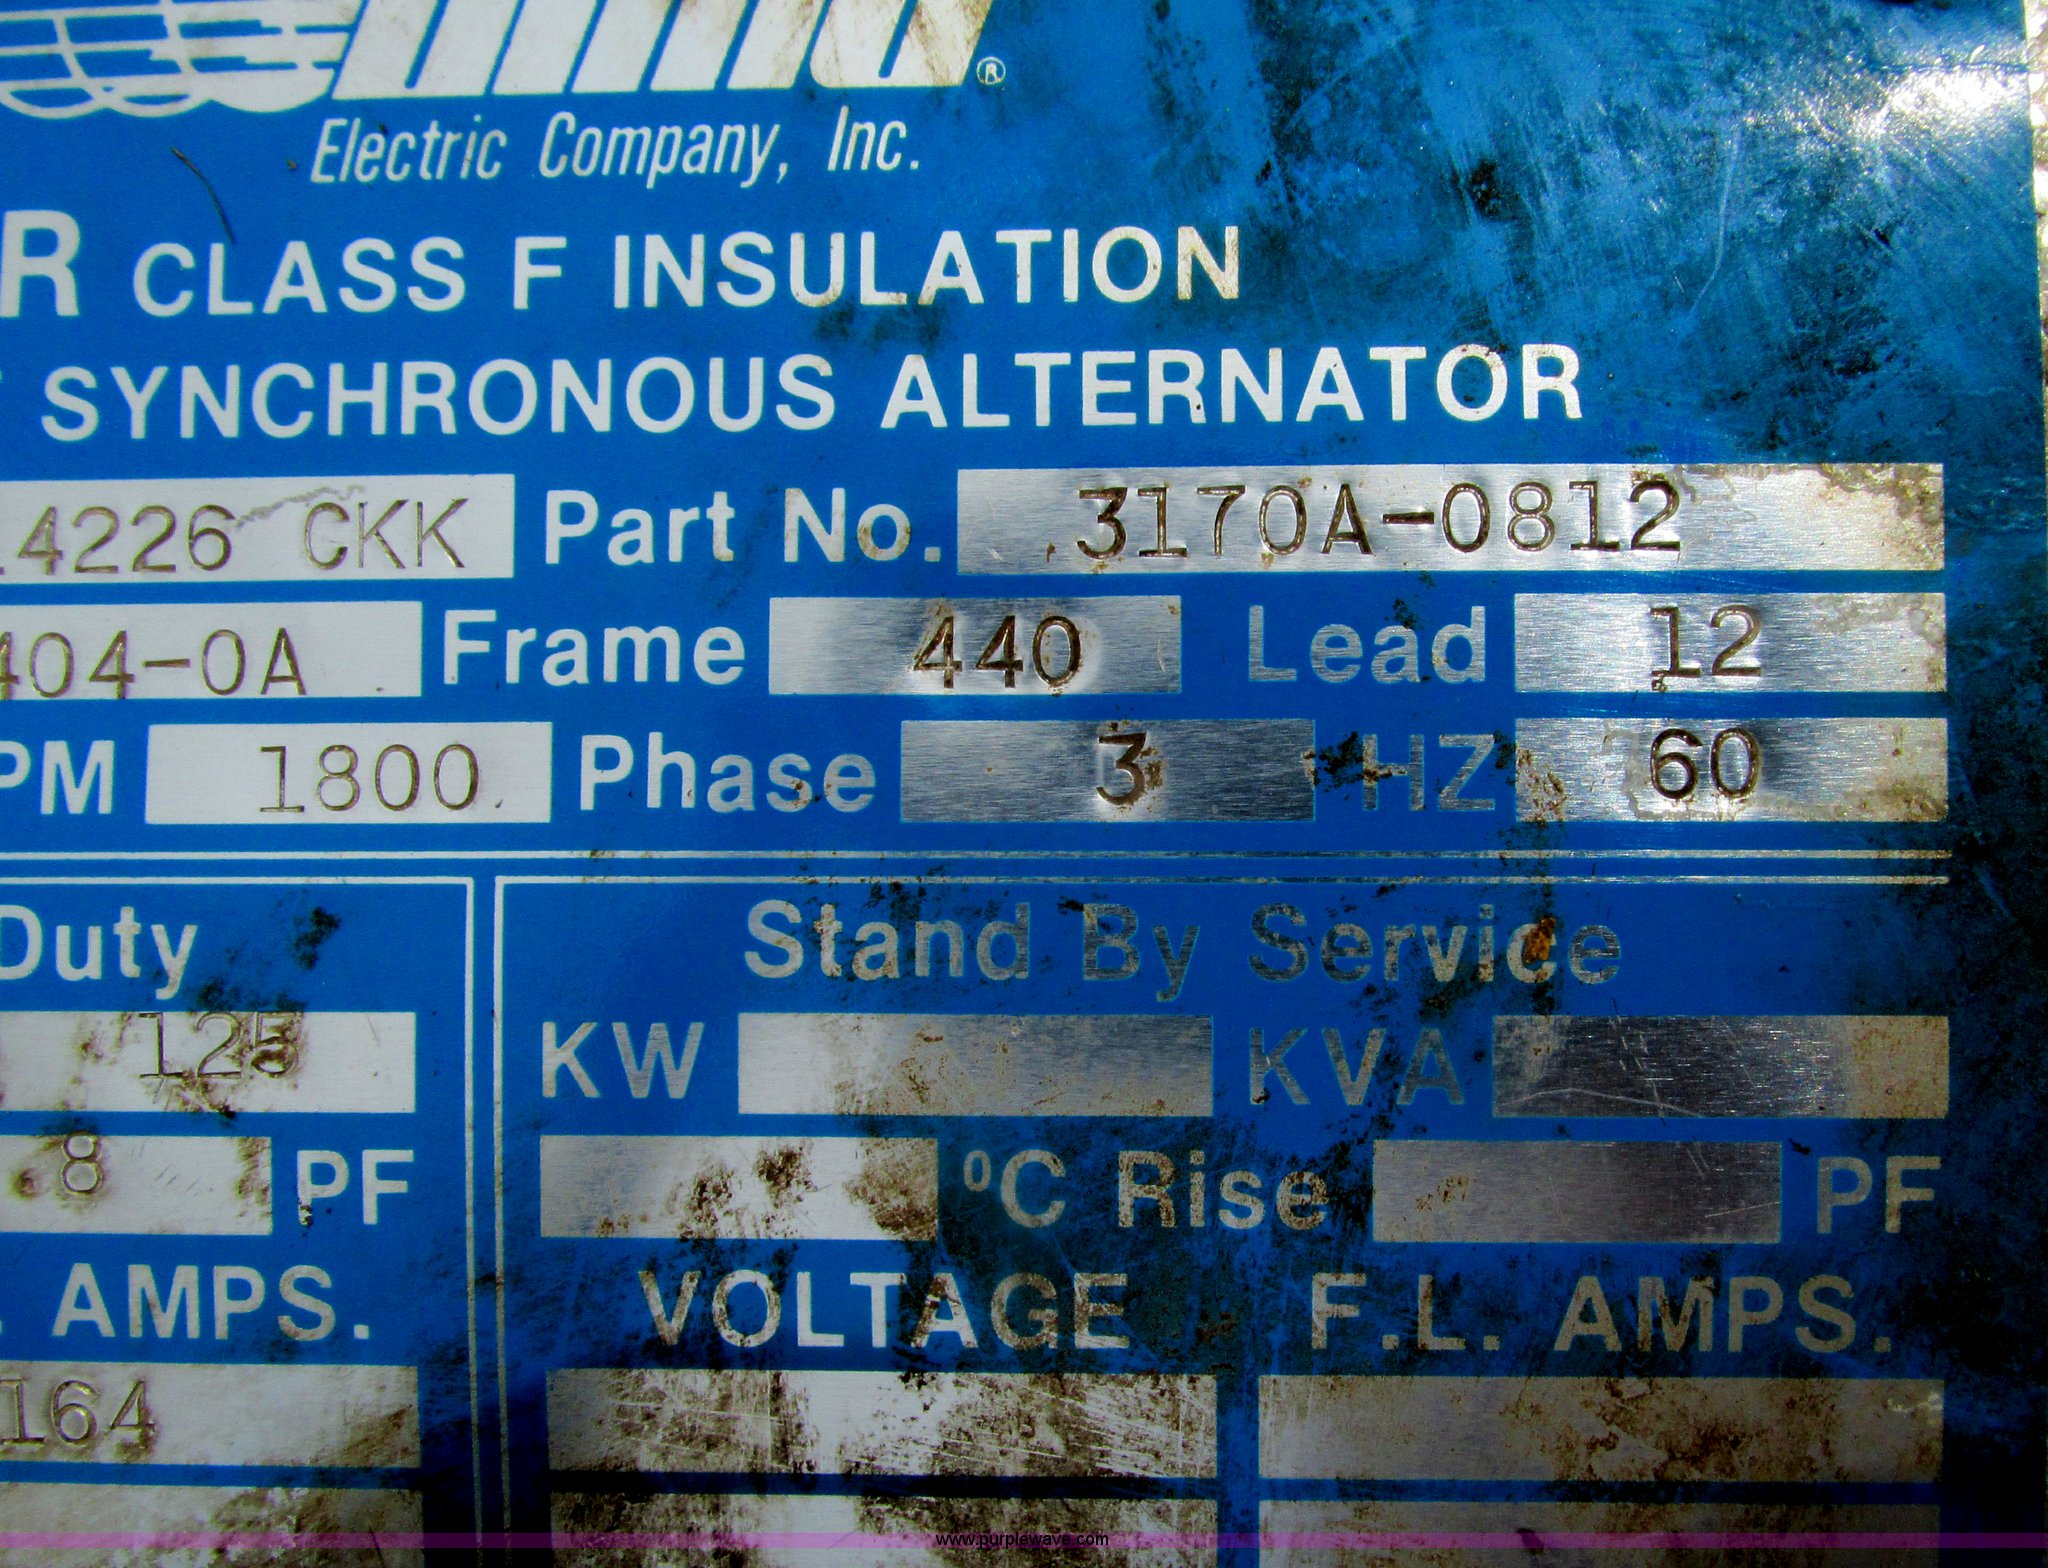 Electric Company, Inc.
R CLASS F INSULATION
SYNCHRONOUS ALTERNATOR
4226 CKK Part No. 3170A-0812
404-0A Frame 440 Lead 12
PM 1800 Phase 3 HZ 60
Duty
Stand By Service
125
KW KVA
8 PF
ºC Rise PF
. AMPS.
VOLTAGE F.L. AMPS.
164
www.purplewave.com